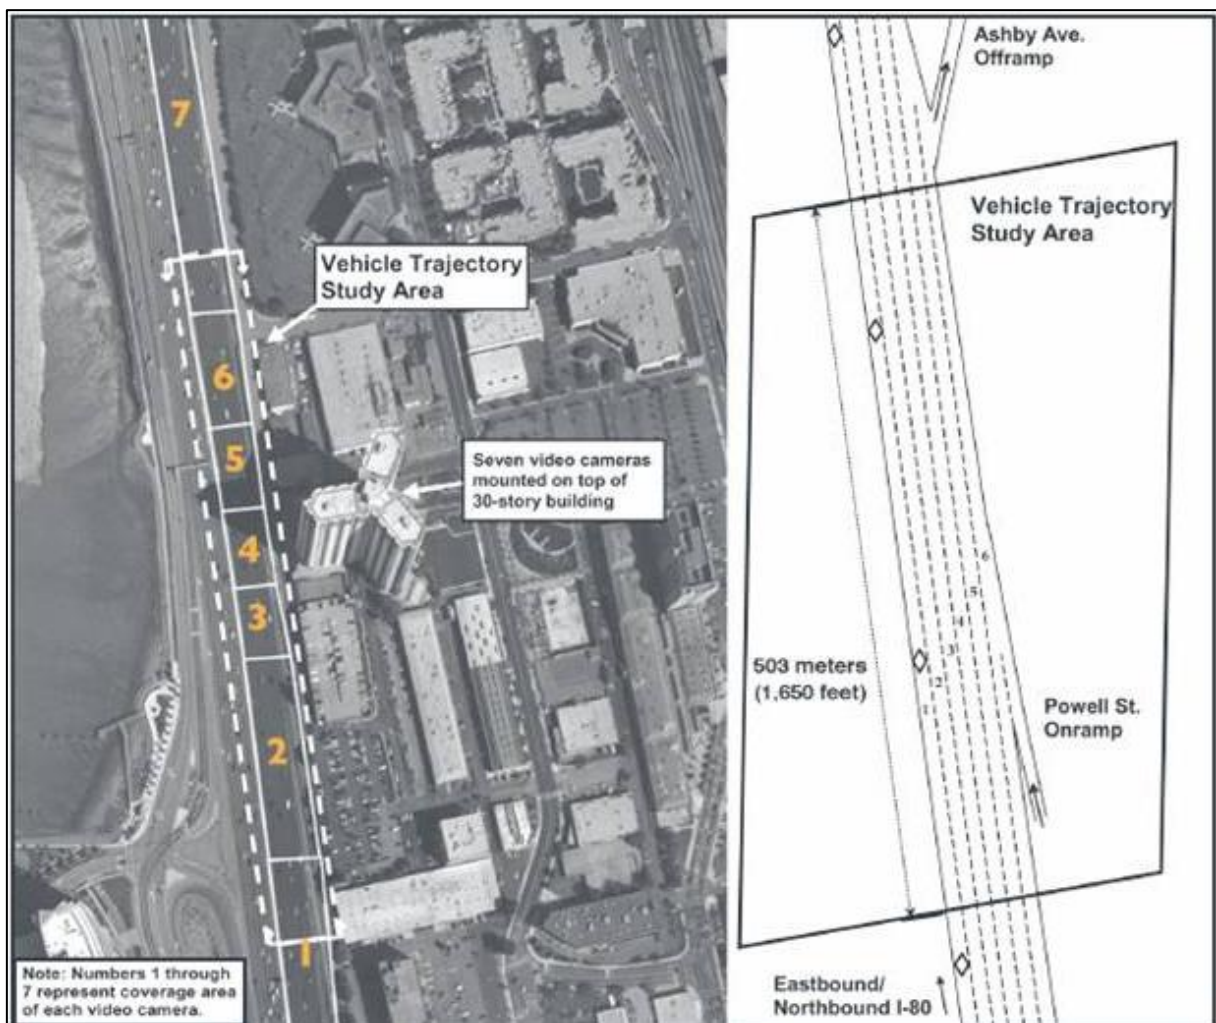 7
Vehicle Trajectory
Study Area
6
5
Seven video cameras
mounted on top of
30-story building
4
3
2
1
Note: Numbers 1 through
7 represent coverage area
of each video camera.
Ashby Ave.
Offramp
Vehicle Trajectory
Study Area
6
5
4
3
2
1
503 meters
(1,650 feet)
Powell St.
Onramp
Eastbound/
Northbound I-80